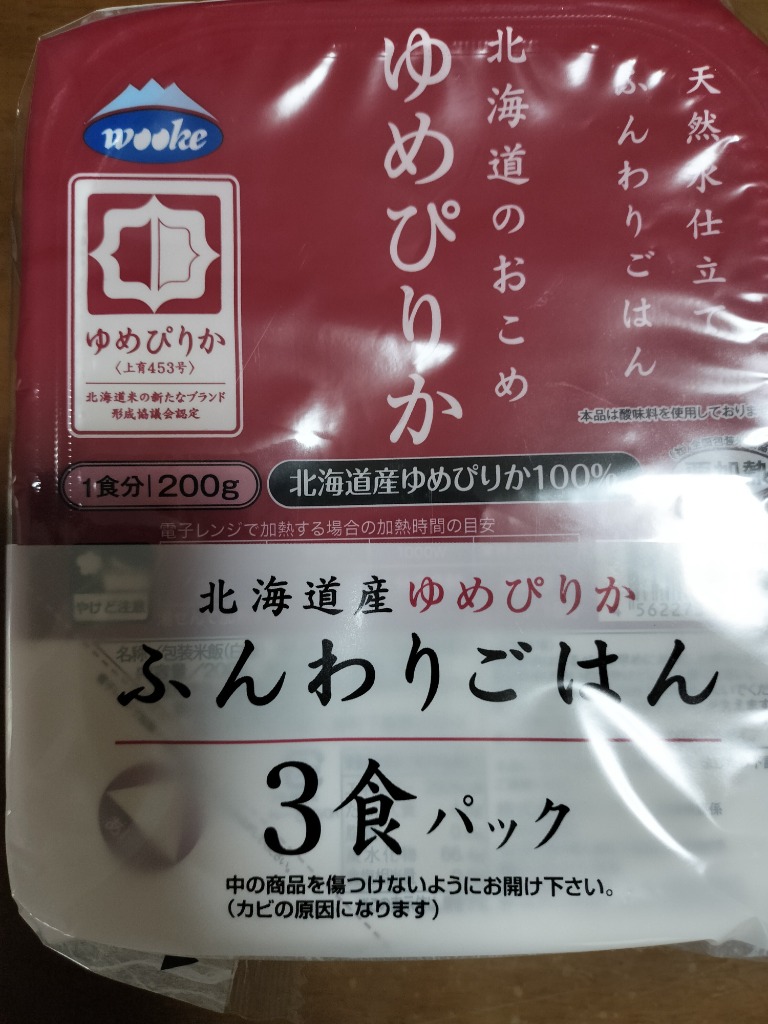 天然水仕立て
ふんわりごはん
北海道のおこめ
ゆめぴりか
wooke
ゆめぴりか
〈上育453号〉
北海道米の新たなブランド
形成協議会認定
本品は酸味料を使用しており
1食分 200g
北海道産ゆめぴりか100%
電子レンジで加熱する場合の加熱時間の目安
やけど注意
北海道産ゆめぴりか
ふんわりごはん
3食パック
中の商品を傷つけないようにお開け下さい。
(カビの原因になります)